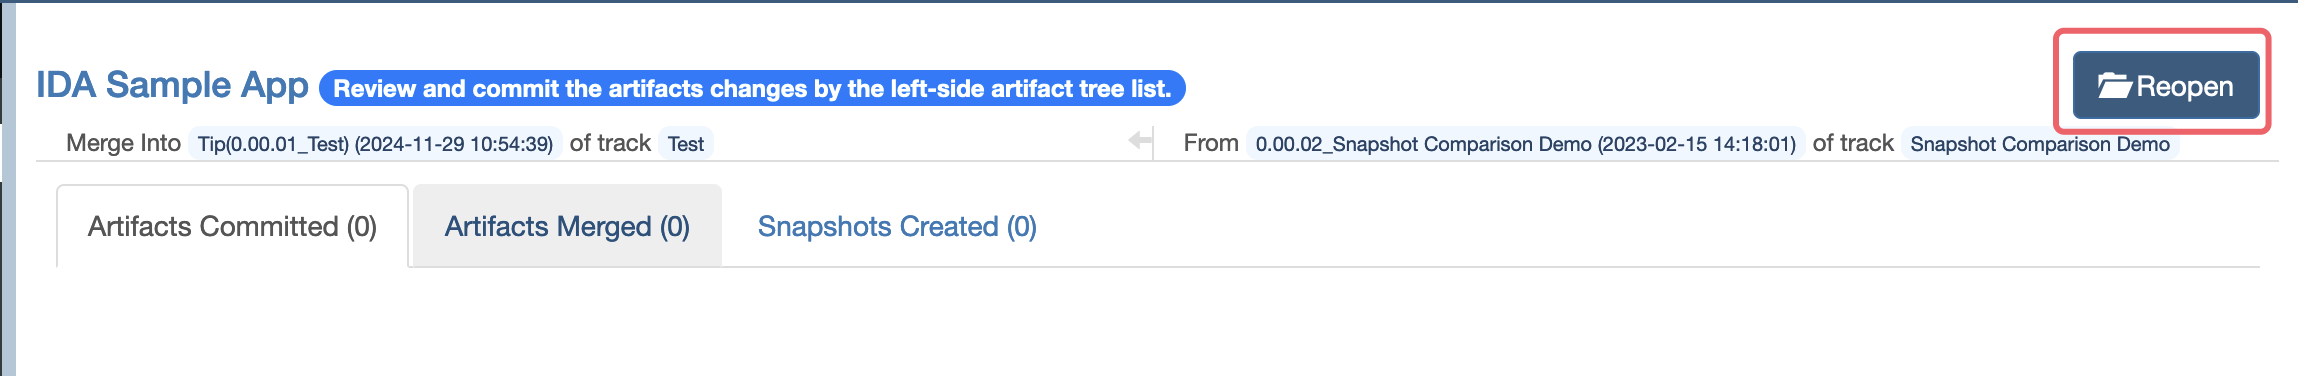 IDA Sample App Review and commit the artifacts changes by the left-side artifact tree list.
Reopen
Merge Into Tip(0.00.01_Test) (2024-11-29 10:54:39) of track Test
From 0.00.02_Snapshot Comparison Demo (2023-02-15 14:18:01) of track Snapshot Comparison Demo
Artifacts Committed (0) Artifacts Merged (0) Snapshots Created (0)